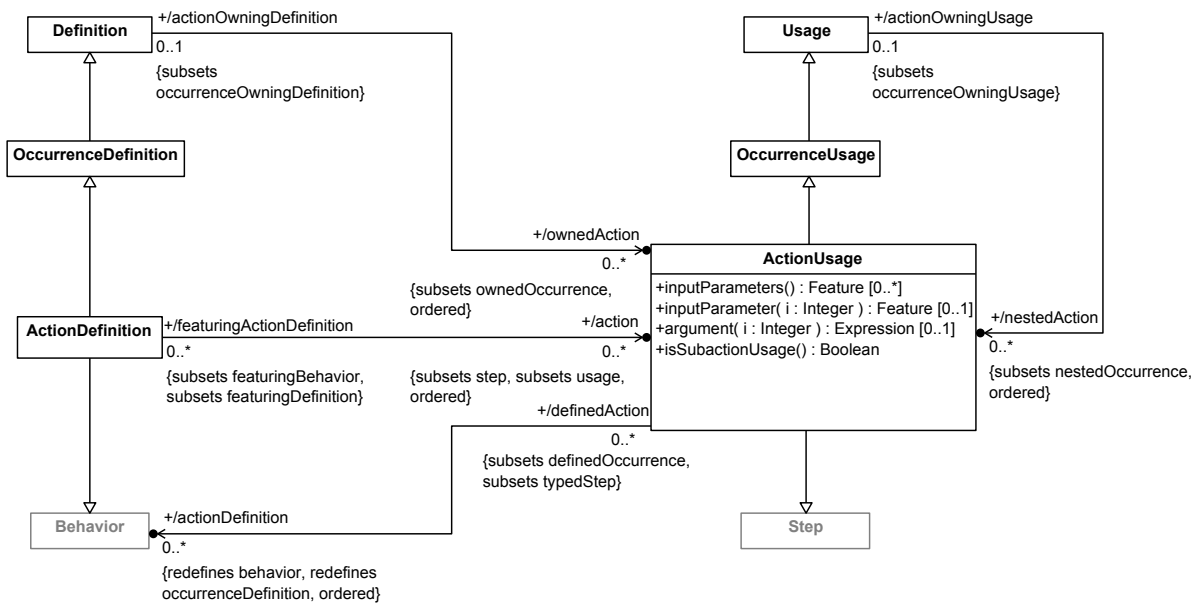 +/actionOwningDefinition
Definition
0..1
{subsets
occurrenceOwningDefinition}
+/actionOwningUsage
Usage
0..1
{subsets
occurrenceOwningUsage}
OccurrenceDefinition
OccurrenceUsage
+/ownedAction
0..*
{subsets ownedOccurrence,
ordered}
ActionUsage
+inputParameters() : Feature [0..*]
+inputParameter( i : Integer ) : Feature [0..1]
+argument( i : Integer ) : Expression [0..1]
+isSubactionUsage() : Boolean
+/nestedAction
0..*
{subsets nestedOccurrence,
ordered}
ActionDefinition
+/featuringActionDefinition
0..*
{subsets featuringBehavior,
subsets featuringDefinition}
+/action
0..*
{subsets step, subsets usage,
ordered}
+/definedAction
0..*
{subsets definedOccurrence,
subsets typedStep}
Behavior
+/actionDefinition
0..*
{redefines behavior, redefines
occurrenceDefinition, ordered}
Step